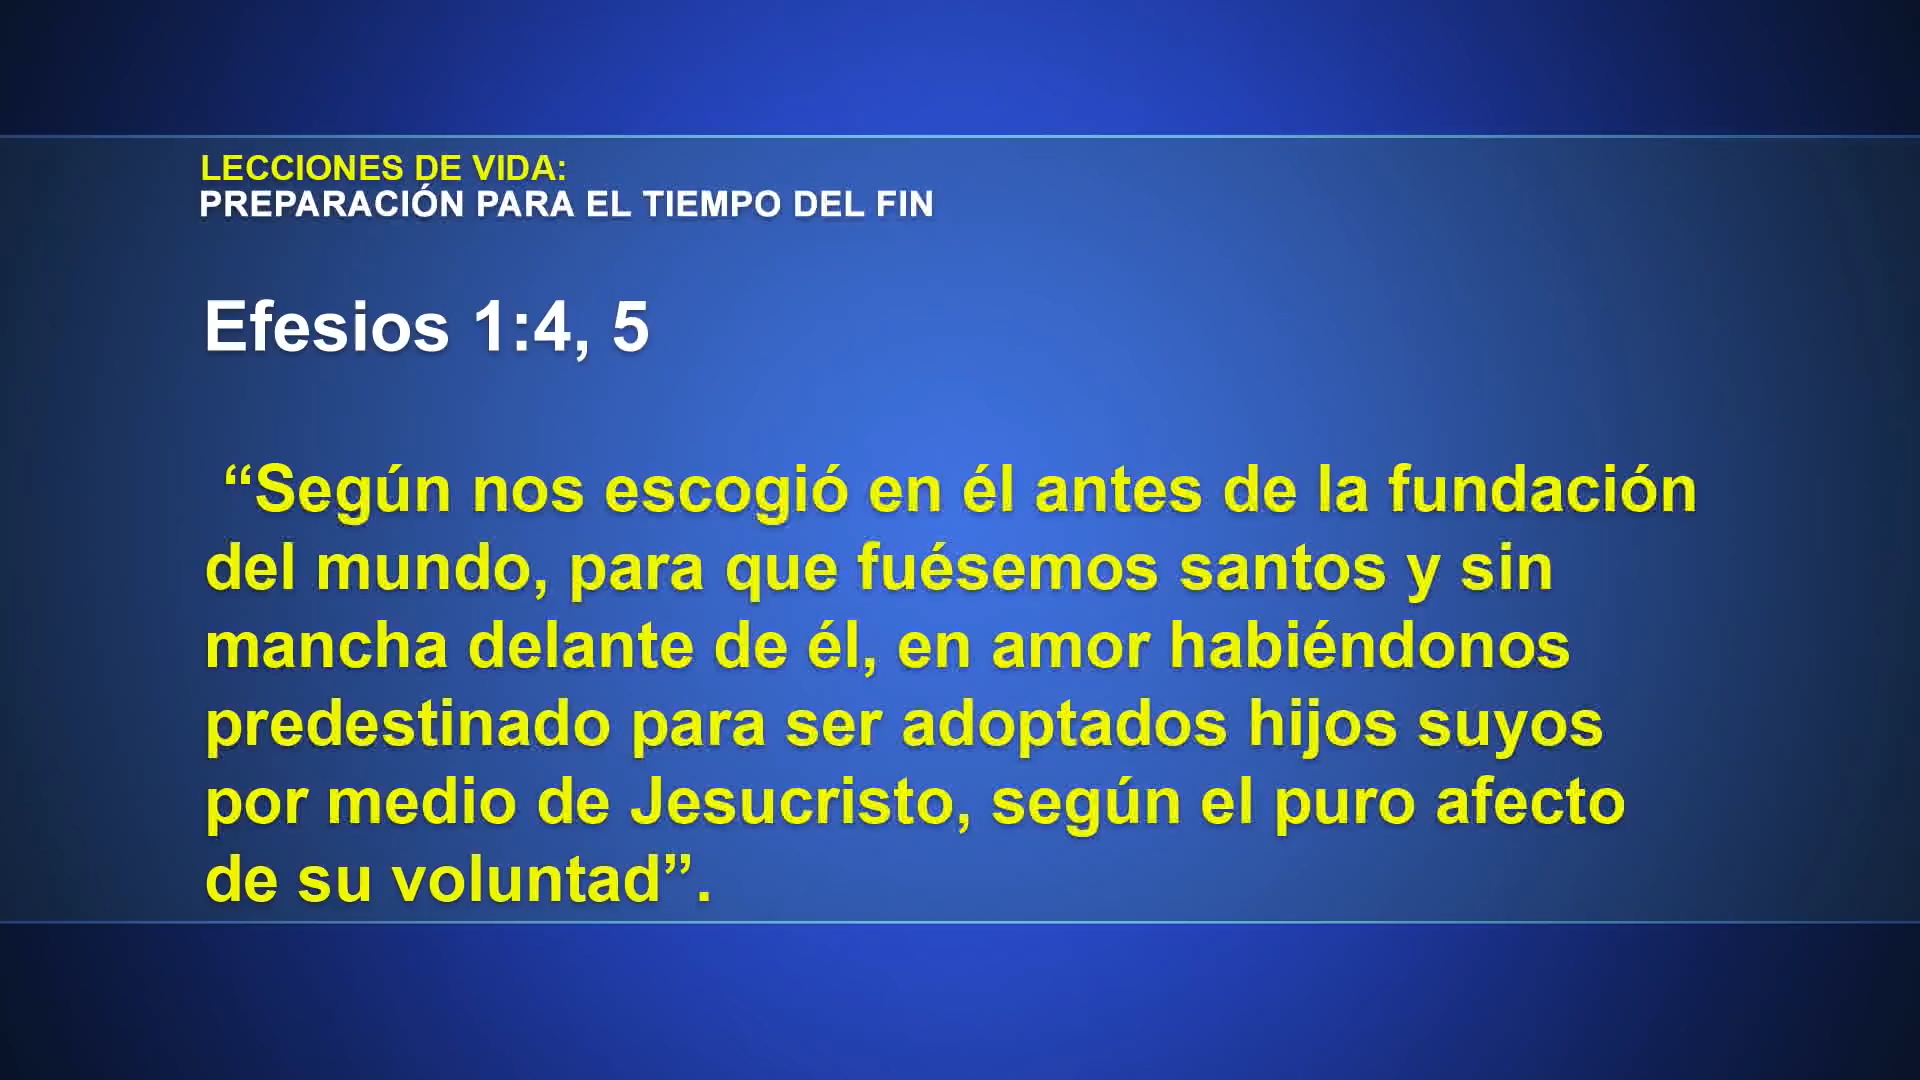 LECCIONES DE VIDA:
PREPARACIÓN PARA EL TIEMPO DEL FIN
Efesios 1:4, 5
“Según nos escogió en él antes de la fundación
del mundo, para que fuésemos santos y sin
mancha delante de él, en amor habiéndonos
predestinado para ser adoptados hijos suyos
por medio de Jesucristo, según el puro afecto
de su voluntad”.